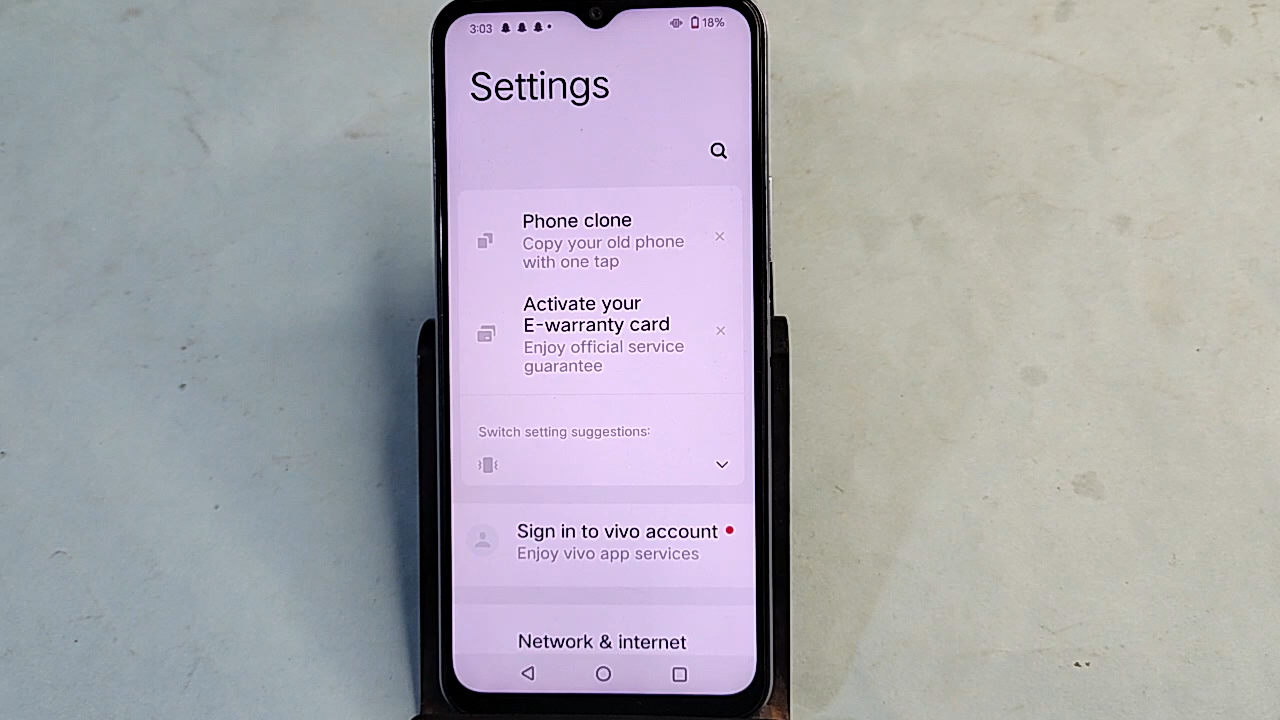 3:03 18%
Settings
Phone clone
Copy your old phone
with one tap
Activate your
E-warranty card
Enjoy official service
guarantee
Switch setting suggestions:
Sign in to vivo account
Enjoy vivo app services
Network & internet